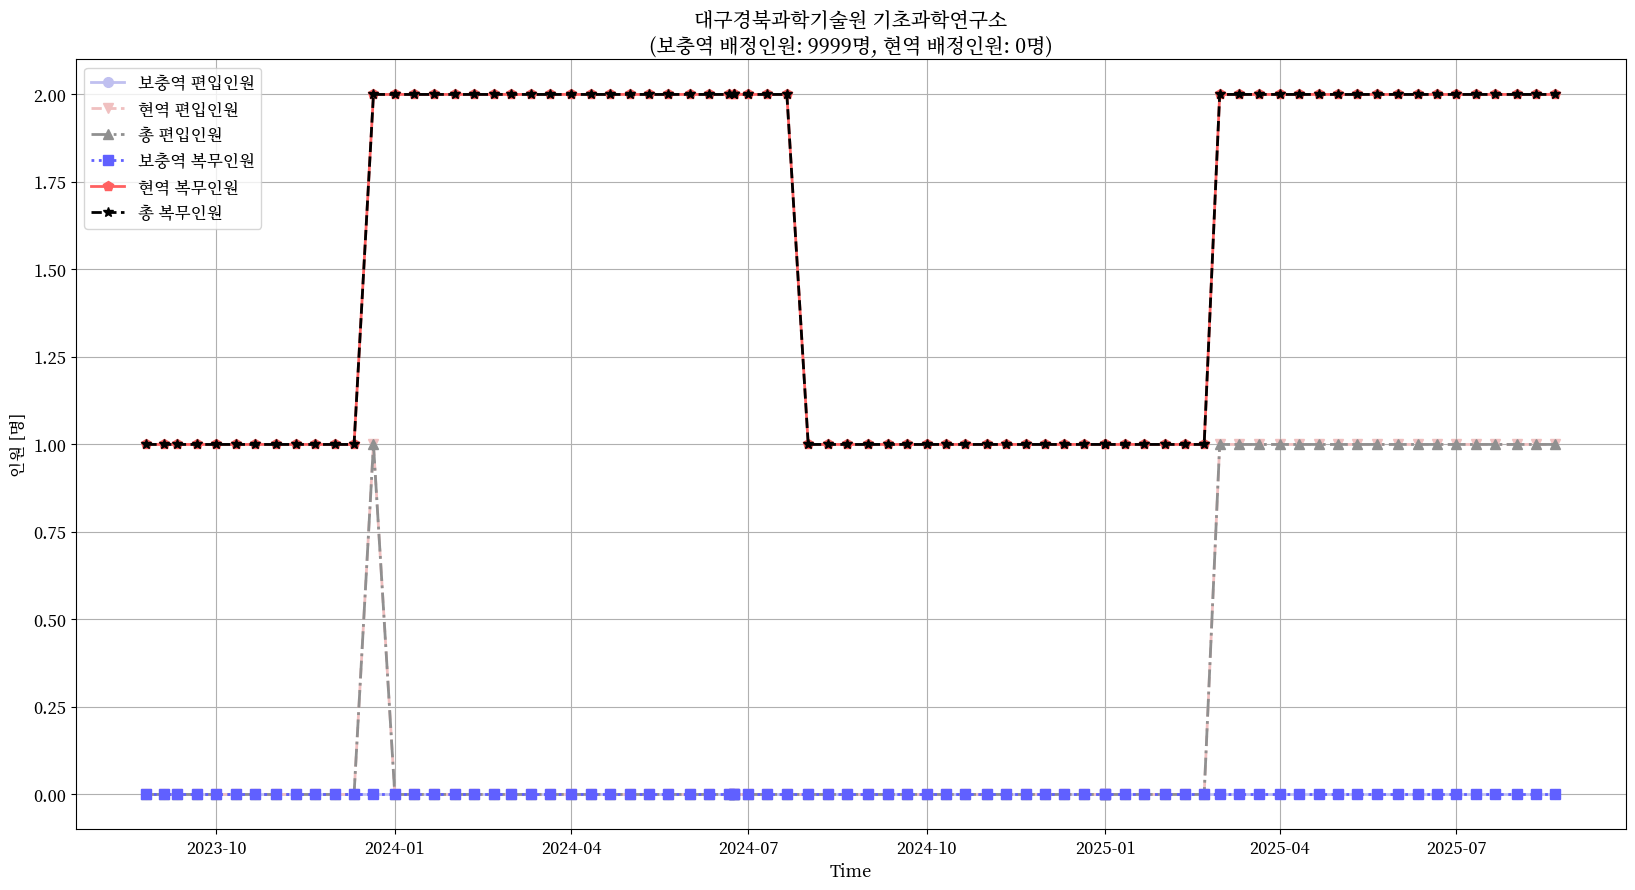 대구경북과학기술원 기초과학연구소
(보충역 배정인원: 9999명, 현역 배정인원: 0명)
보충역 편입인원
현역 편입인원
총 편입인원
보충역 복무인원
현역 복무인원
총 복무인원
2.00
1.75
1.50
1.25
1.00
0.75
0.50
0.25
0.00
인원 [명]
2023-10
2024-01
2024-04
2024-07
2024-10
2025-01
2025-04
2025-07
Time